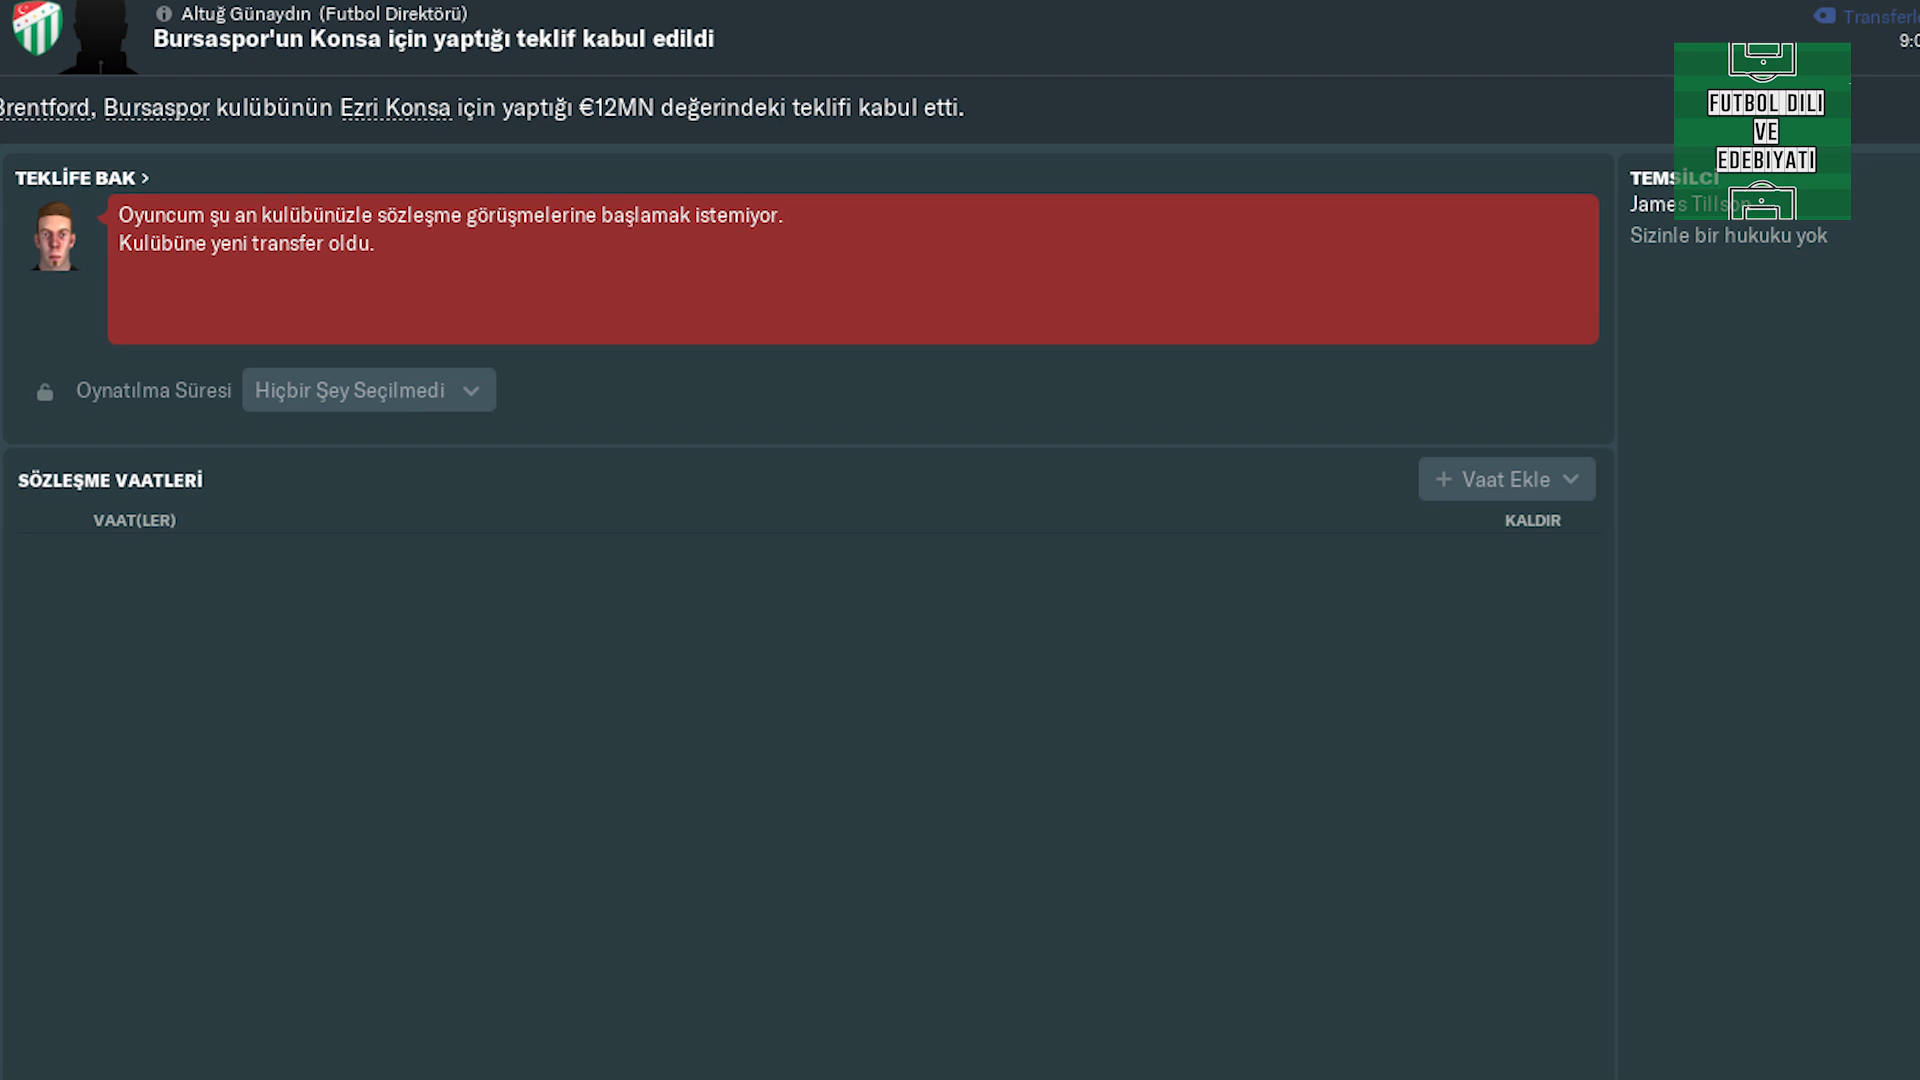 Altuğ Günaydın (Futbol Direktörü)
Bursaspor'un Konsa için yaptığı teklif kabul edildi
Brentford, Bursaspor kulübünün Ezri Konsa için yaptığı €12MN değerindeki teklifi kabul etti.
FUTBOL DILI
VE
EDEBIYATI
TEKLİFE BAK >
Oyuncum şu an kulübünüzle sözleşme görüşmelerine başlamak istemiyor.
Kulübüne yeni transfer oldu.
TEMSİLCİ
James Tillson
Sizinle bir hukuku yok
Oynatılma Süresi Hiçbir Şey Seçilmedi
SÖZLEŞME VAATLERİ
+ Vaat Ekle
VAAT(LER) KALDIR